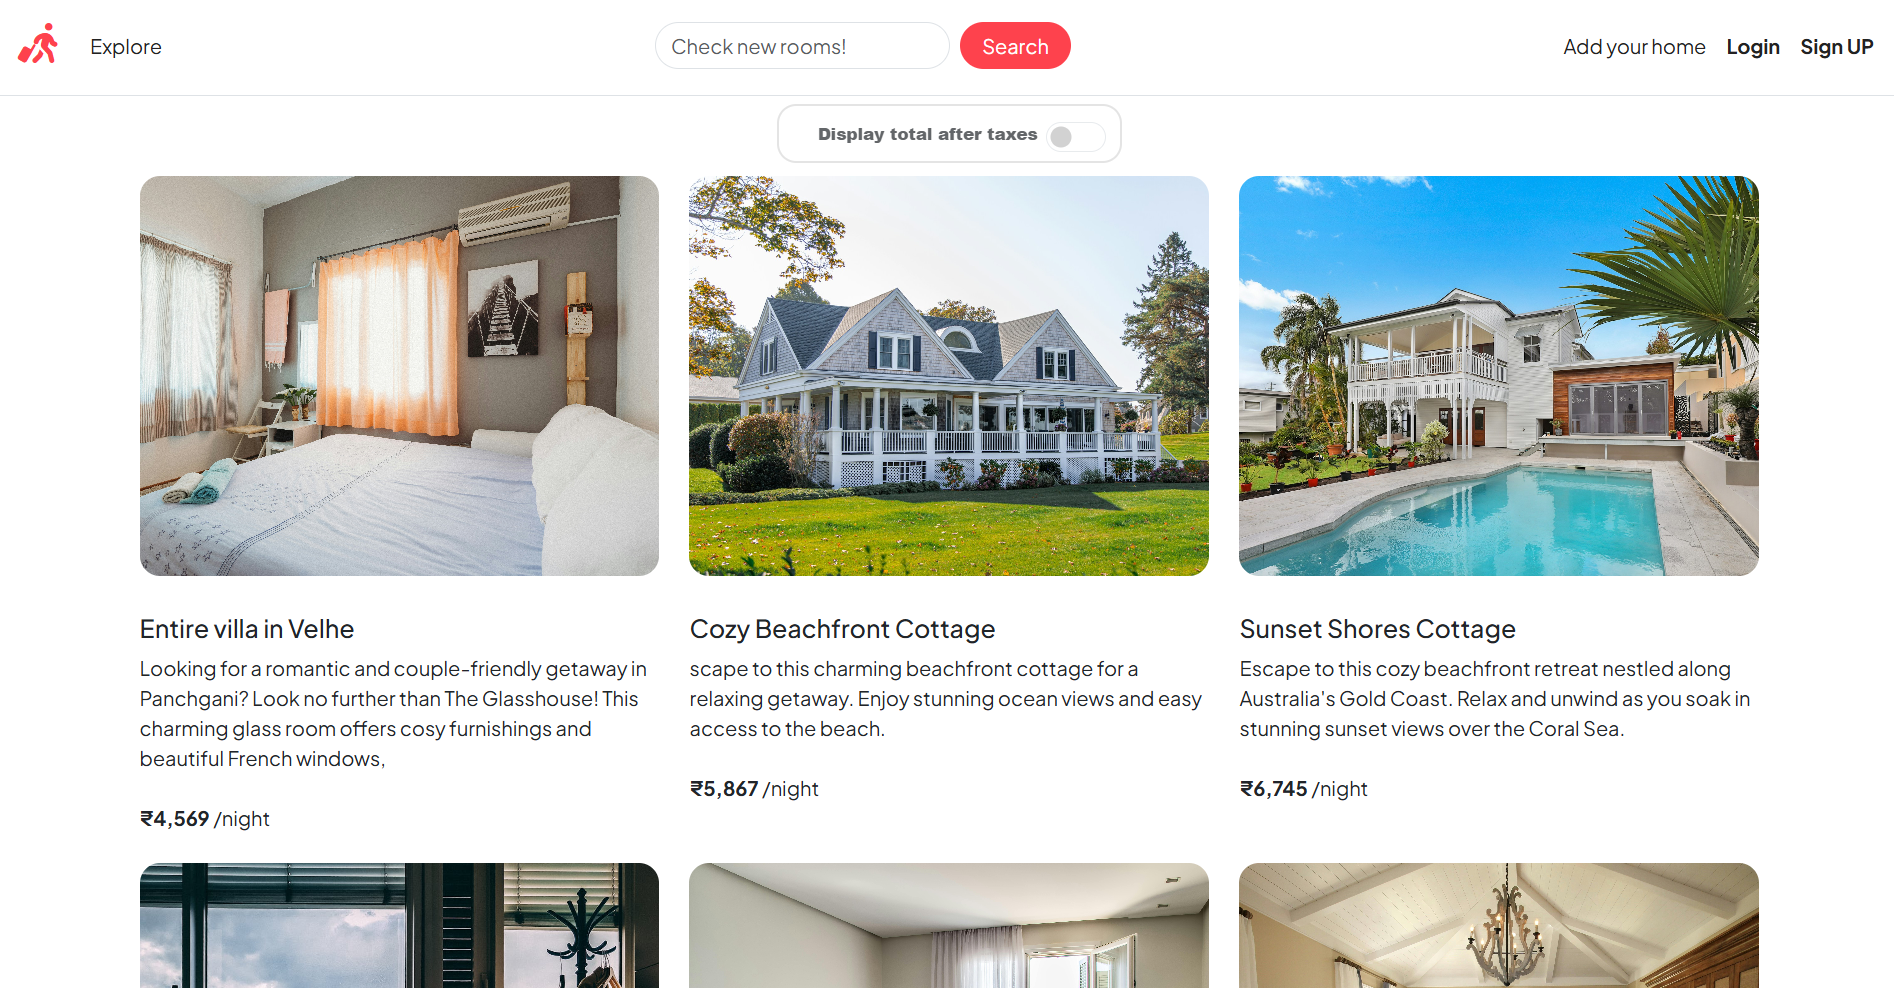 Explore
Check new rooms!
Search
Add your home
Login
Sign UP
Display total after taxes
Entire villa in Velhe
Looking for a romantic and couple-friendly getaway in
Panchgani? Look no further than The Glasshouse! This
charming glass room offers cosy furnishings and
beautiful French windows,
₹4,569 /night
Cozy Beachfront Cottage
scape to this charming beachfront cottage for a
relaxing getaway. Enjoy stunning ocean views and easy
access to the beach.
₹5,867 /night
Sunset Shores Cottage
Escape to this cozy beachfront retreat nestled along
Australia's Gold Coast. Relax and unwind as you soak in
stunning sunset views over the Coral Sea.
₹6,745 /night